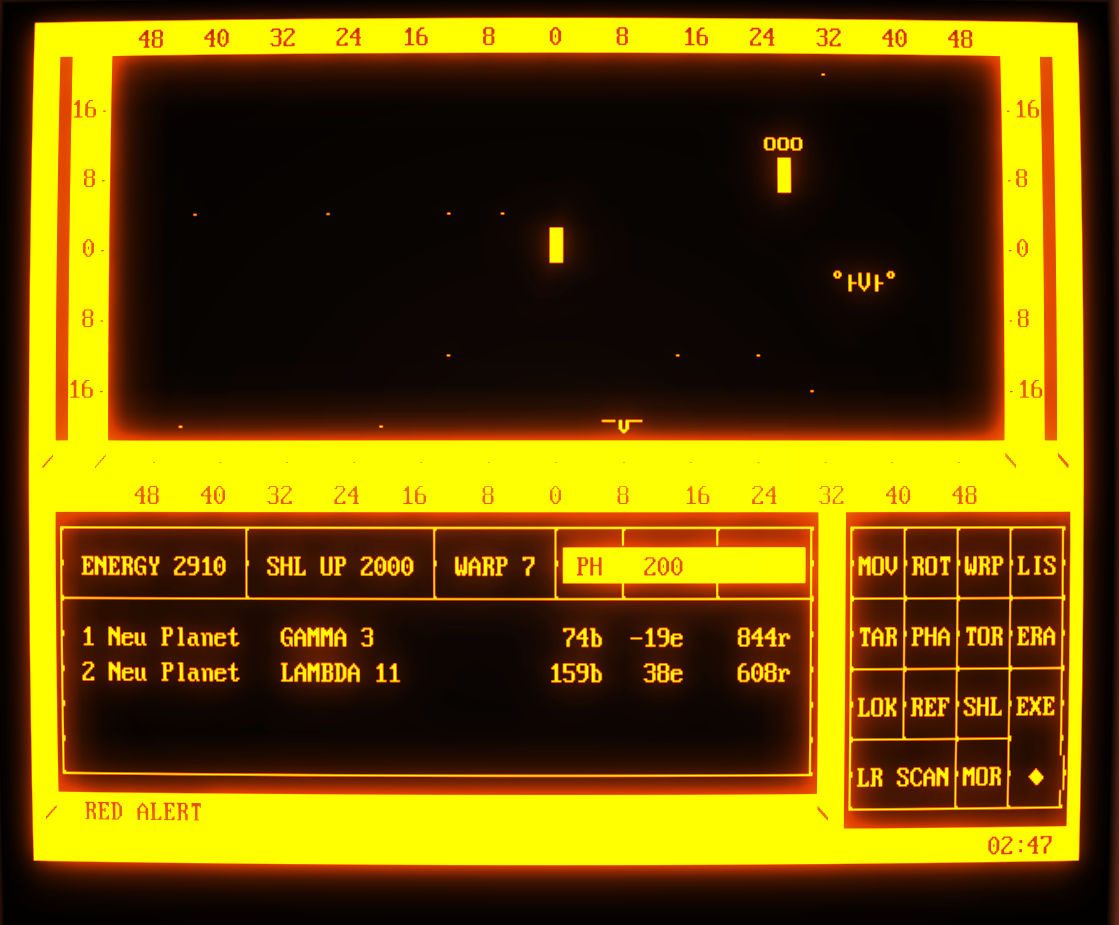 48 40 32 24 16 8 0 8 16 24 32 40 48
16 16
ooo
8 8
0 0
°├V├°
8 8
16 16
48 40 32 24 16 8 0 8 16 24 32 40 48
ENERGY 2910 SHL UP 2000 WARP 7 PH 200
1 Neu Planet GAMMA 3 74b -19e 844r
2 Neu Planet LAMBDA 11 159b 38e 608r
MOV ROT WRP LIS
TAR PHA TOR ERA
LOK REF SHL EXE
LR SCAN MOR ◆
RED ALERT
02:47